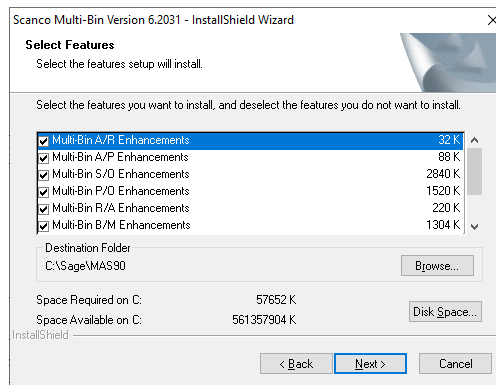 Scanco Multi-Bin Version 6.2031 - InstallShield Wizard
Select Features
Select the features setup will install.
Select the features you want to install, and deselect the features you do not want to install.
Multi-Bin A/R Enhancements 32 K
Multi-Bin A/P Enhancements 88 K
Multi-Bin S/O Enhancements 2840 K
Multi-Bin P/O Enhancements 1520 K
Multi-Bin R/A Enhancements 220 K
Multi-Bin B/M Enhancements 1304 K
Destination Folder
C:\Sage\MAS90 Browse...
Space Required on C: 57652 K
Space Available on C: 561357904 K Disk Space...
InstallShield
< Back Next > Cancel